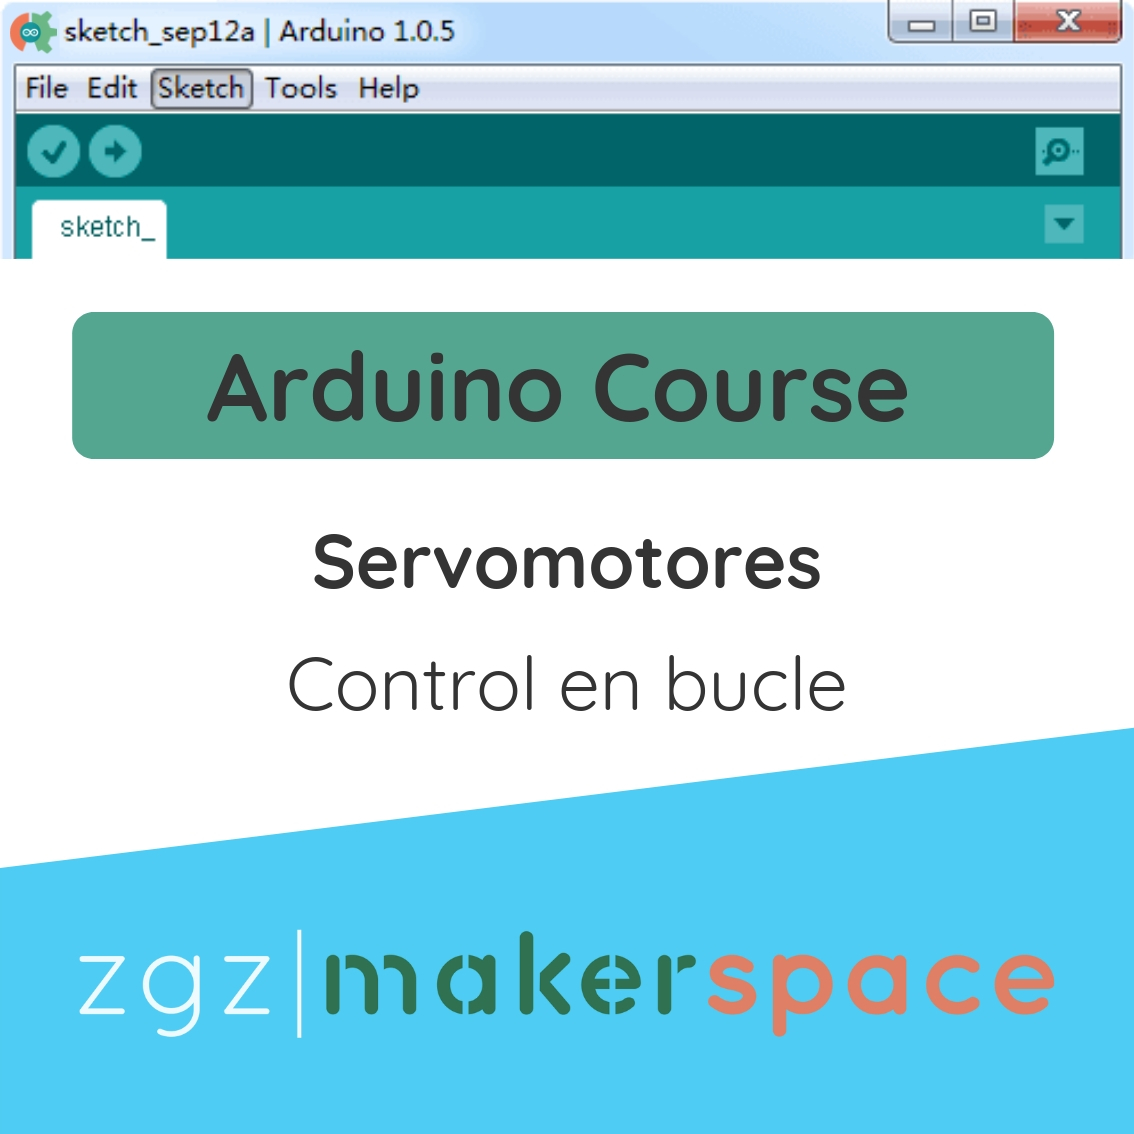 sketch_sep12a | Arduino 1.0.5
File Edit Sketch Tools Help
sketch_
Arduino Course
Servomotores
Control en bucle
zgz|makerspace